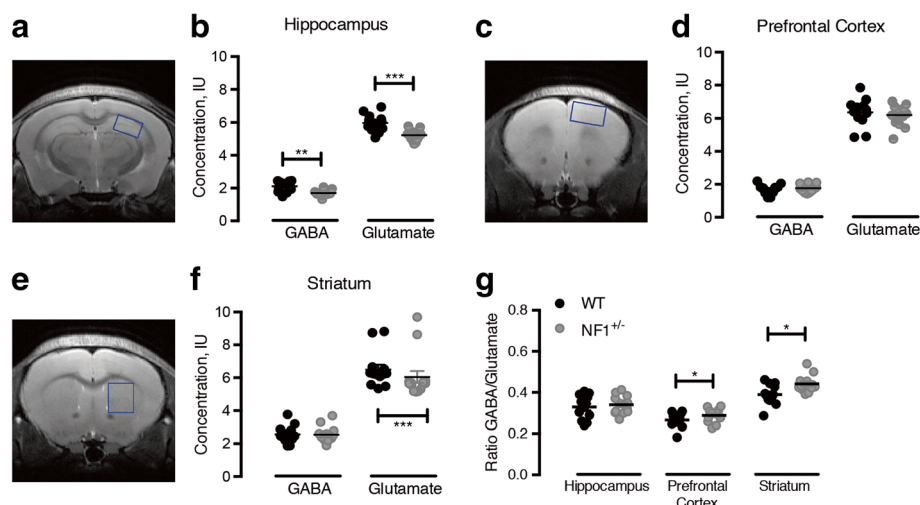 a
b
Hippocampus
Concentration, IU
10
8
6
4
2
0
**
***
GABA
Glutamate
c
d
Prefrontal Cortex
Concentration, IU
10
8
6
4
2
0
GABA
Glutamate
e
f
Striatum
Concentration, IU
10
8
6
4
2
0
***
GABA
Glutamate
g
WT
NF1+/-
Ratio GABA/Glutamate
0.8
0.6
0.4
0.2
0.0
*
*
Hippocampus
Prefrontal
Cortex
Striatum